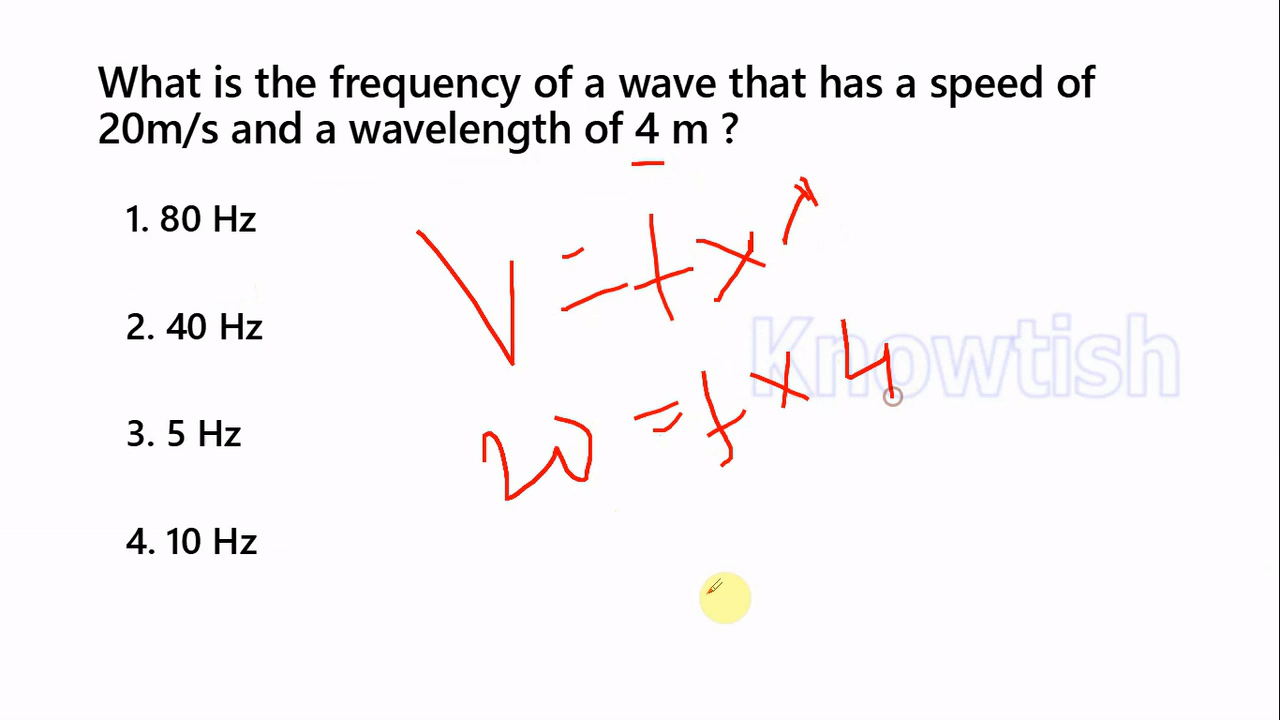 What is the frequency of a wave that has a speed of
20m/s and a wavelength of 4 m ?
1. 80 Hz
V = f x λ
2. 40 Hz
Knowtish
20 = f x 4
3. 5 Hz
4. 10 Hz